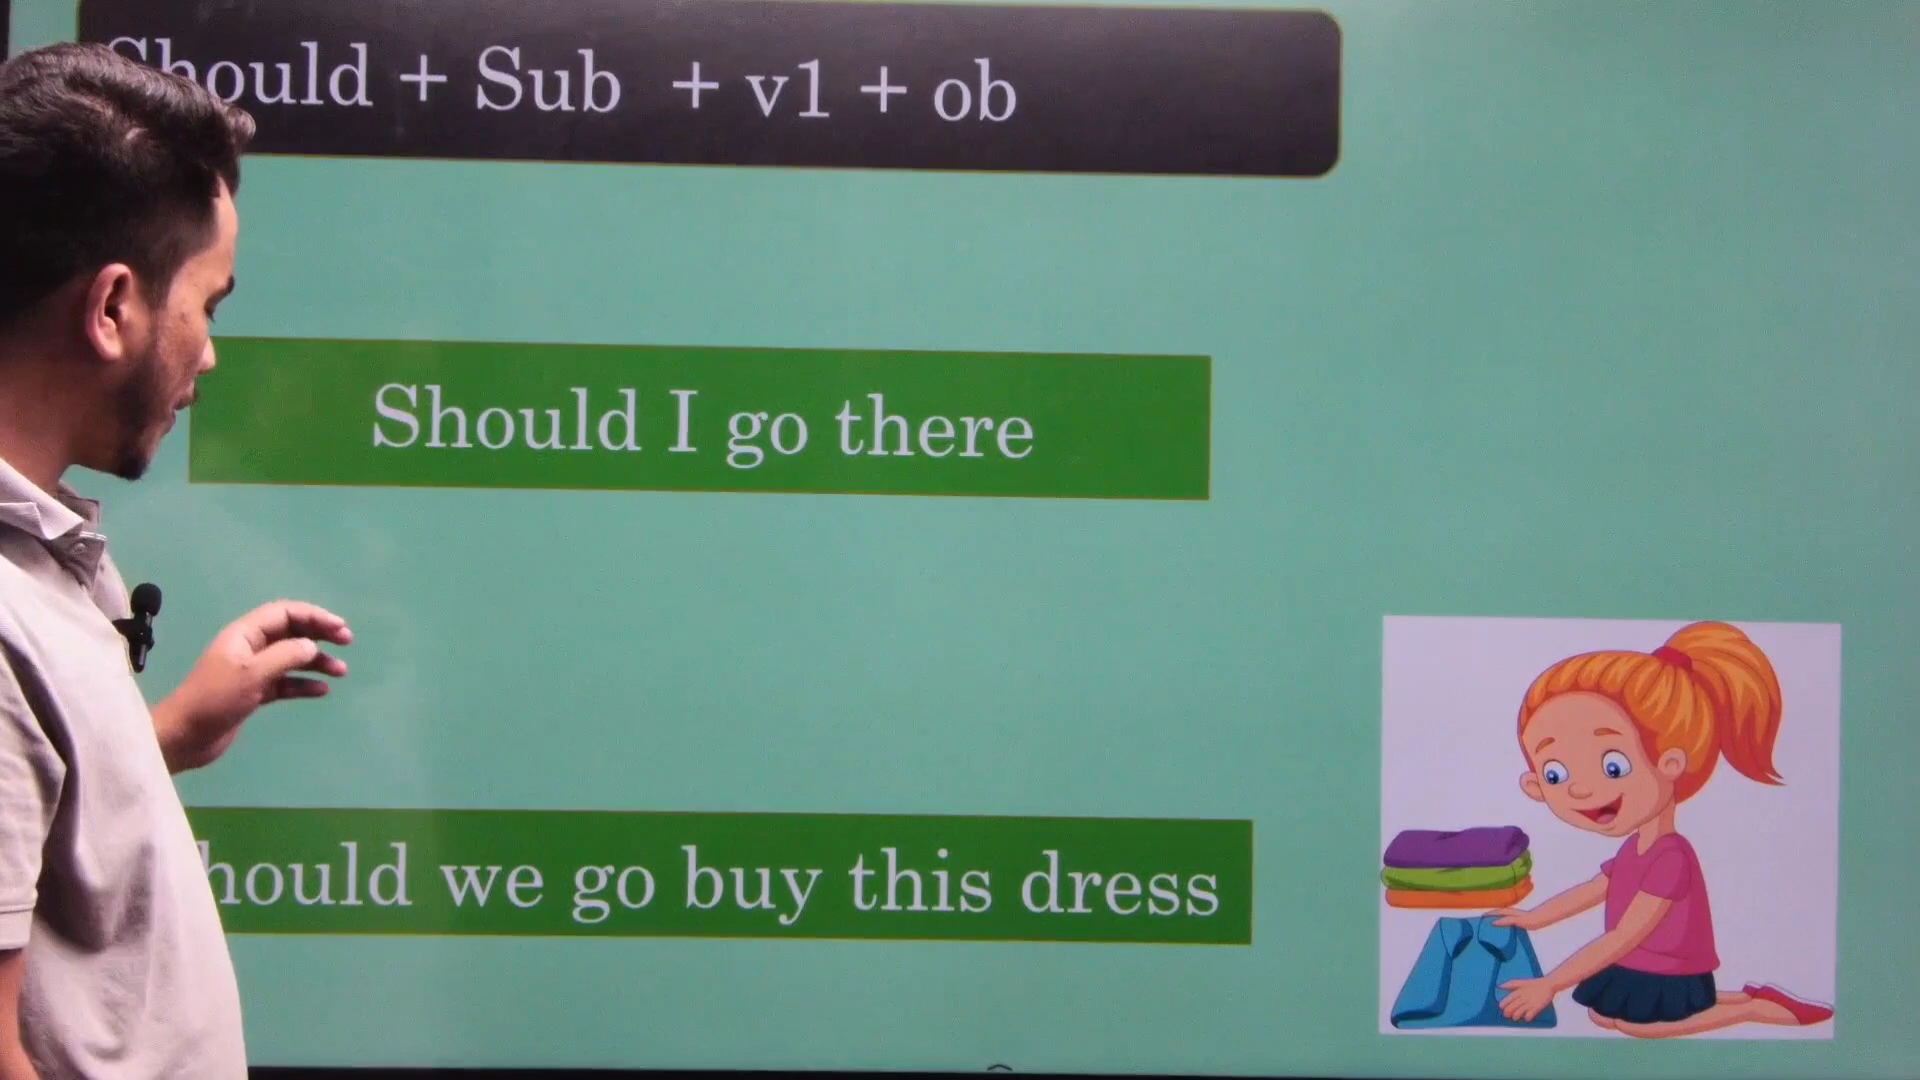 Should + Sub + v1 + ob
Should I go there
hould we go buy this dress